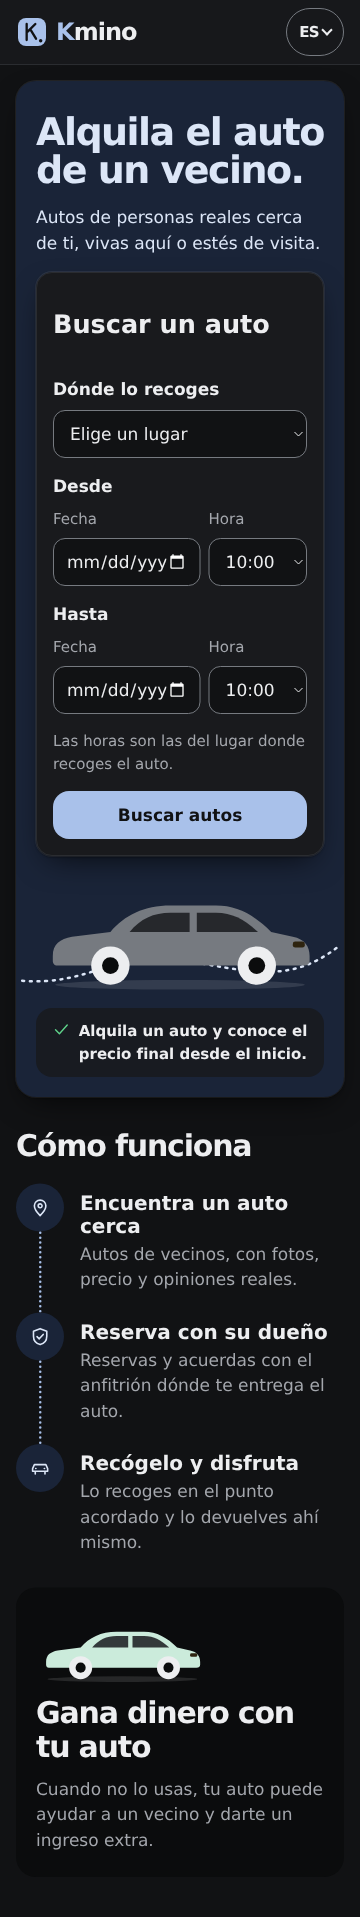 K. Kmino
ES
Alquila el auto
de un vecino.
Autos de personas reales cerca
de ti, vivas aquí o estés de visita.
Buscar un auto
Dónde lo recoges
Elige un lugar
Desde
Fecha Hora
mm/dd/yyy 10:00
Hasta
Fecha Hora
mm/dd/yyy 10:00
Las horas son las del lugar donde
recoges el auto.
Buscar autos
Alquila un auto y conoce el
precio final desde el inicio.
Cómo funciona
Encuentra un auto
cerca
Autos de vecinos, con fotos,
precio y opiniones reales.
Reserva con su dueño
Reservas y acuerdas con el
anfitrión dónde te entrega el
auto.
Recógelo y disfruta
Lo recoges en el punto
acordado y lo devuelves ahí
mismo.
Gana dinero con
tu auto
Cuando no lo usas, tu auto puede
ayudar a un vecino y darte un
ingreso extra.